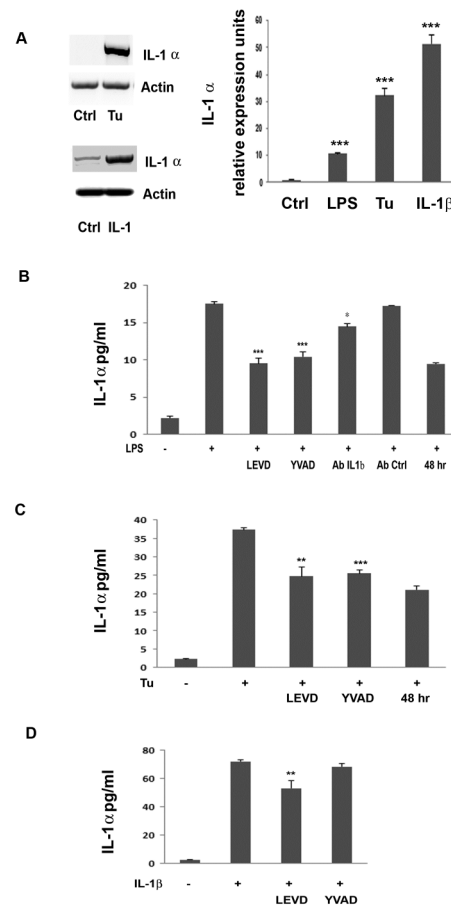 A
IL-1 α
Actin
Ctrl Tu
IL-1 α
Actin
Ctrl IL-1
IL-1 α
relative expression units
60
50
40
30
20
10
0
***
***
***
Ctrl LPS Tu IL-1β
B
IL-1α pg/ml
20
15
10
5
0
***
***
*
LPS - + + + + + +
LEVD YVAD Ab IL1b Ab Ctrl 48 hr
C
IL-1α pg/ml
40
35
30
25
20
15
10
5
0
**
***
Tu - + + + +
LEVD YVAD 48 hr
D
IL-1α pg/ml
80
60
40
20
0
**
IL-1β - + + +
LEVD YVAD